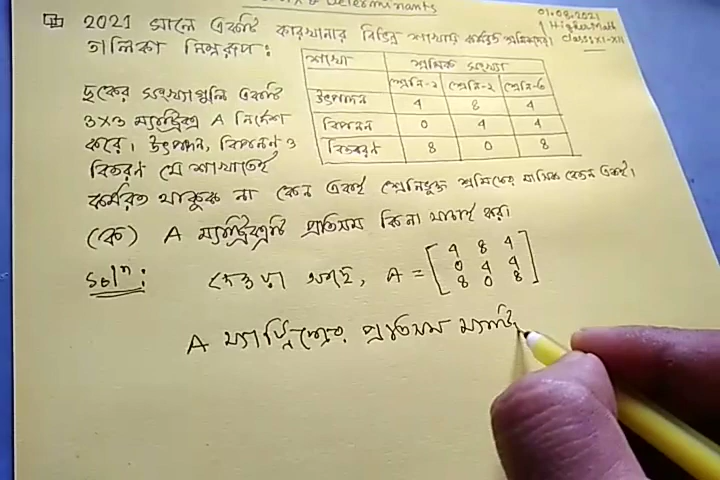 & Determinants
01.08.2021
Higher Math
Class XI-XII
2021 সালে একটি কারখানার বিভিন্ন শাখায় কর্মরত শ্রমিকদের
তালিকা নিম্নরূপ:
শাখা শ্রমিক সংখ্যা
শ্রেনি-১ শ্রেনি-২ শ্রেনি-৩
উৎপাদন 4 8 4
বিপনন 0 4 4
বিতরণ 8 0 8
ছকের সংখ্যাগুলি একটি
3×3 ম্যাট্রিক্স A নির্দেশ
করে। উৎপাদন, বিপনন ও
বিতরণ যে শাখাতেই
কর্মরত থাকুক না কেন একই শ্রেনিভুক্ত শ্রমিকের মাসিক বেতন একই।
(ক) A ম্যাট্রিক্সটি প্রতিসম কিনা যাচাই কর।
Solⁿ: দেওয়া আছে, A = [4 8 4
0 4 4
8 0 8]
A ম্যাট্রিক্সের প্রতিসম ম্যাট্রি